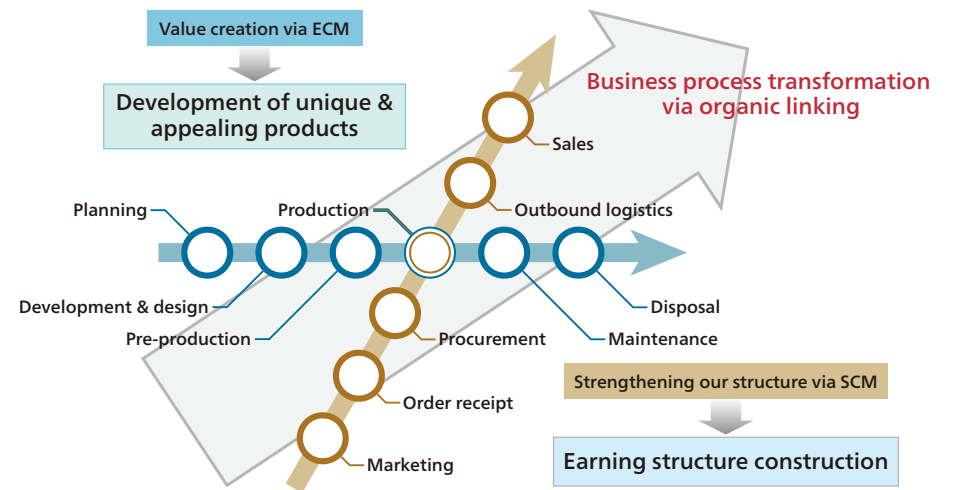 Value creation via ECM
Development of unique &
appealing products
Business process transformation
via organic linking
Sales
Planning
Production
Outbound logistics
Development & design
Disposal
Pre-production
Procurement
Maintenance
Strengthening our structure via SCM
Order receipt
Marketing
Earning structure construction